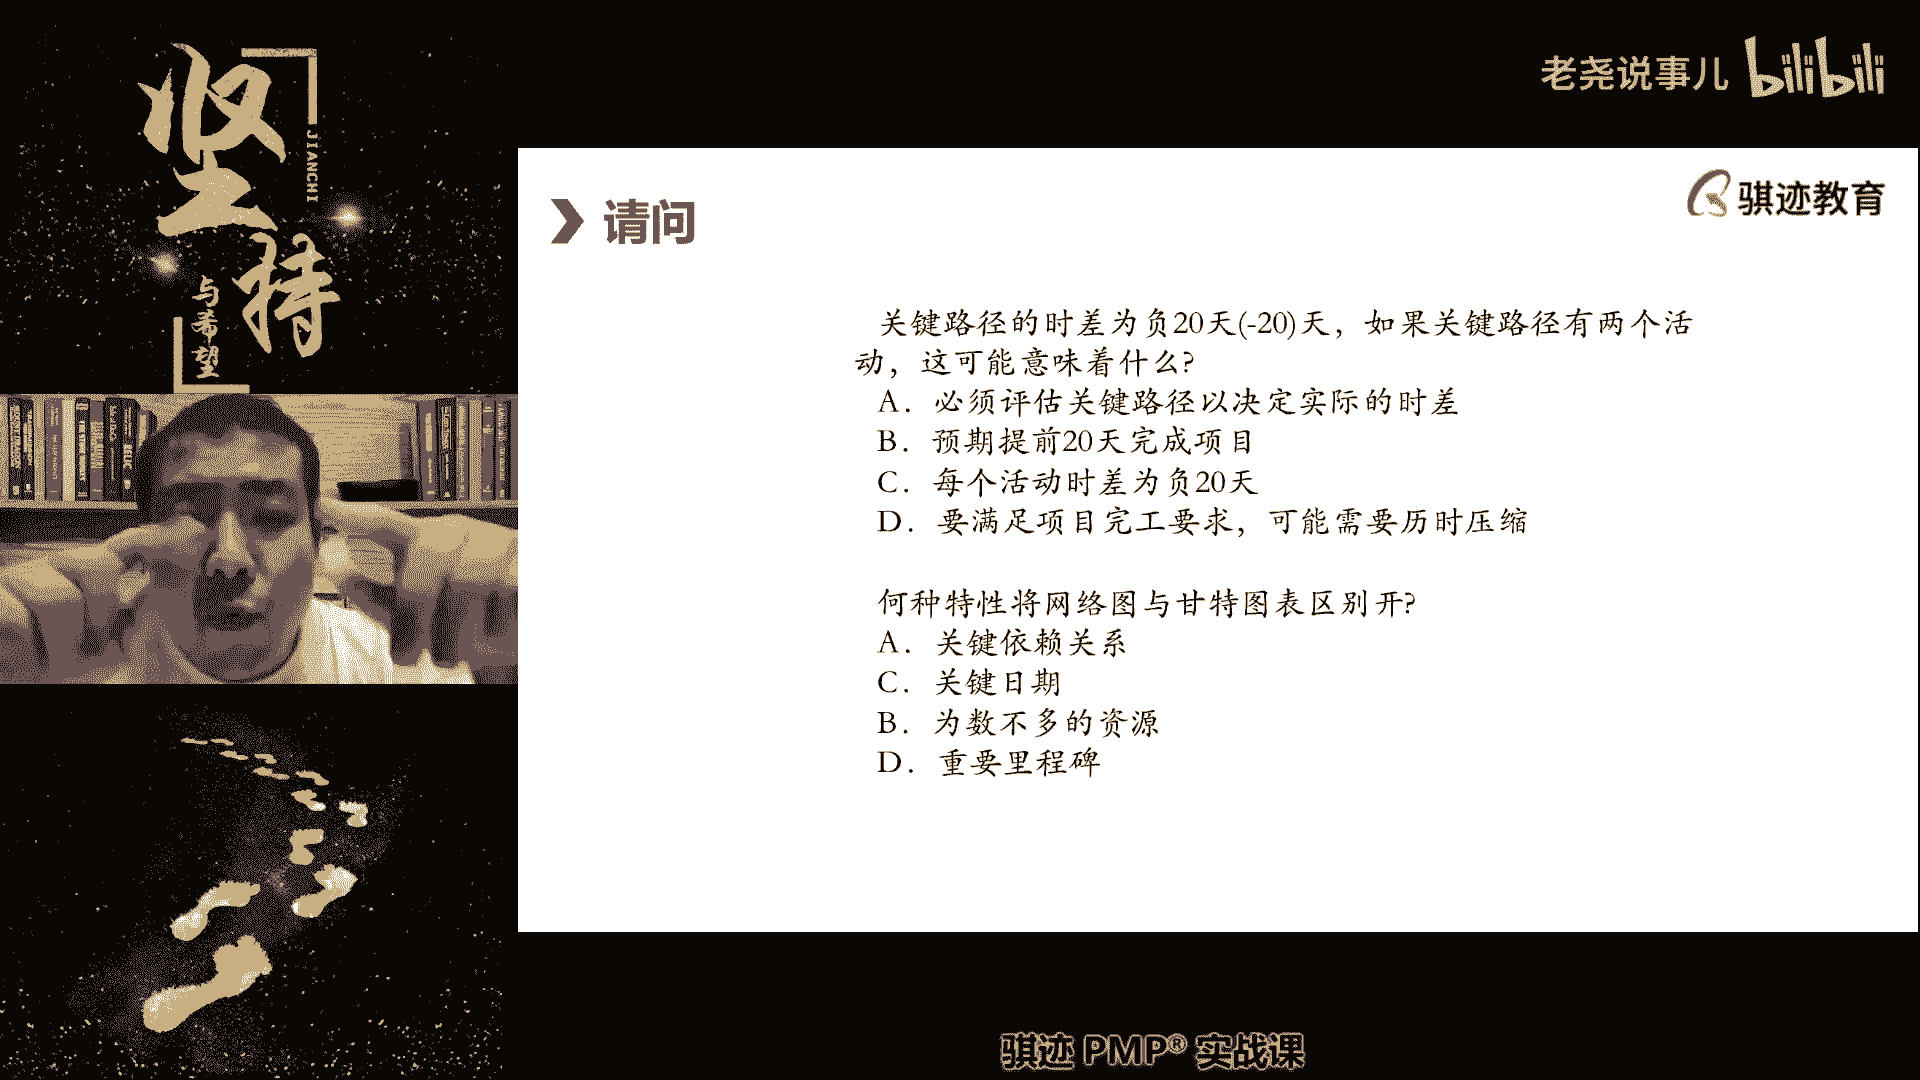 坚
持
JIANCHI
与希望
老尧说事儿 bilibili
骐迹教育
请问
关键路径的时差为负20天(-20)天，如果关键路径有两个活
动，这可能意味着什么?
A. 必须评估关键路径以决定实际的时差
B. 预期提前20天完成项目
C. 每个活动时差为负20天
D. 要满足项目完工要求，可能需要历时压缩
何种特性将网络图与甘特图表区别开?
A. 关键依赖关系
C. 关键日期
B. 为数不多的资源
D. 重要里程碑
骐迹 PMP® 实战课